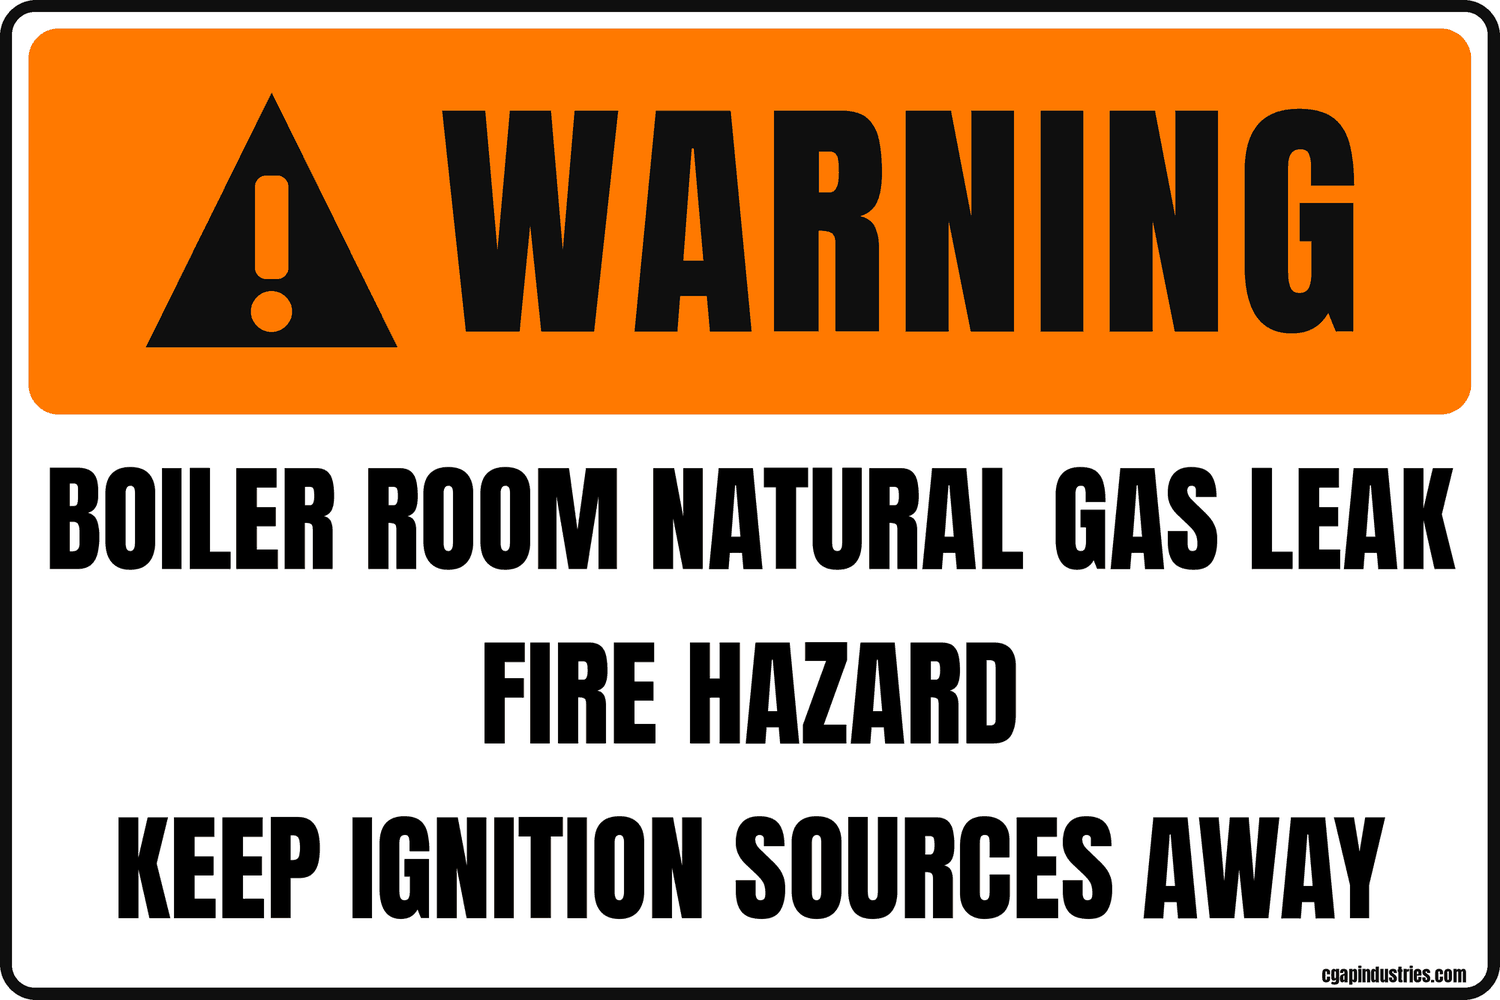 WARNING
BOILER ROOM NATURAL GAS LEAK
FIRE HAZARD
KEEP IGNITION SOURCES AWAY
cgapindustries.com